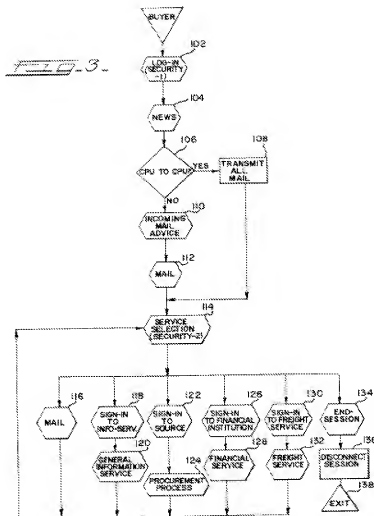 BUYER
Fig. 3.
102
LOG-IN
(SECURITY
-1)
104
NEWS
106
CPU TO CPU?
YES
108
TRANSMIT
ALL
MAIL
NO
110
INCOMING
MAIL
ADVICE
112
MAIL
114
SERVICE
SELECTION
(SECURITY-2)
116
MAIL
118
SIGN-IN
TO
INFO-SERV.
120
GENERAL
INFORMATION
SERVICE
122
SIGN-IN
TO
SOURCE
124
PROCUREMENT
PROCESS
126
SIGN-IN
TO FINANCIAL
INSTITUTION
128
FINANCIAL
SERVICE
130
SIGN-IN
TO FREIGHT
SERVICE
132
FREIGHT
SERVICE
134
END-
SESSION
136
DISCONNECT
SESSION
138
EXIT